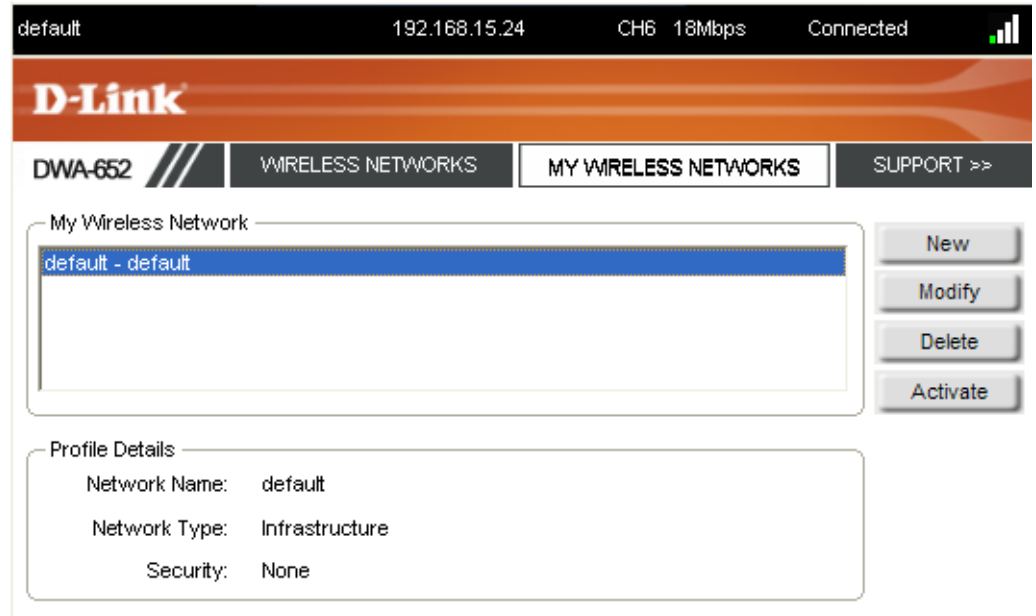 default 192.168.15.24 CH6 18Mbps Connected
D-Link
DWA-652 WIRELESS NETWORKS MY WIRELESS NETWORKS SUPPORT >>
My Wireless Network
default - default
New
Modify
Delete
Activate
Profile Details
Network Name: default
Network Type: Infrastructure
Security: None